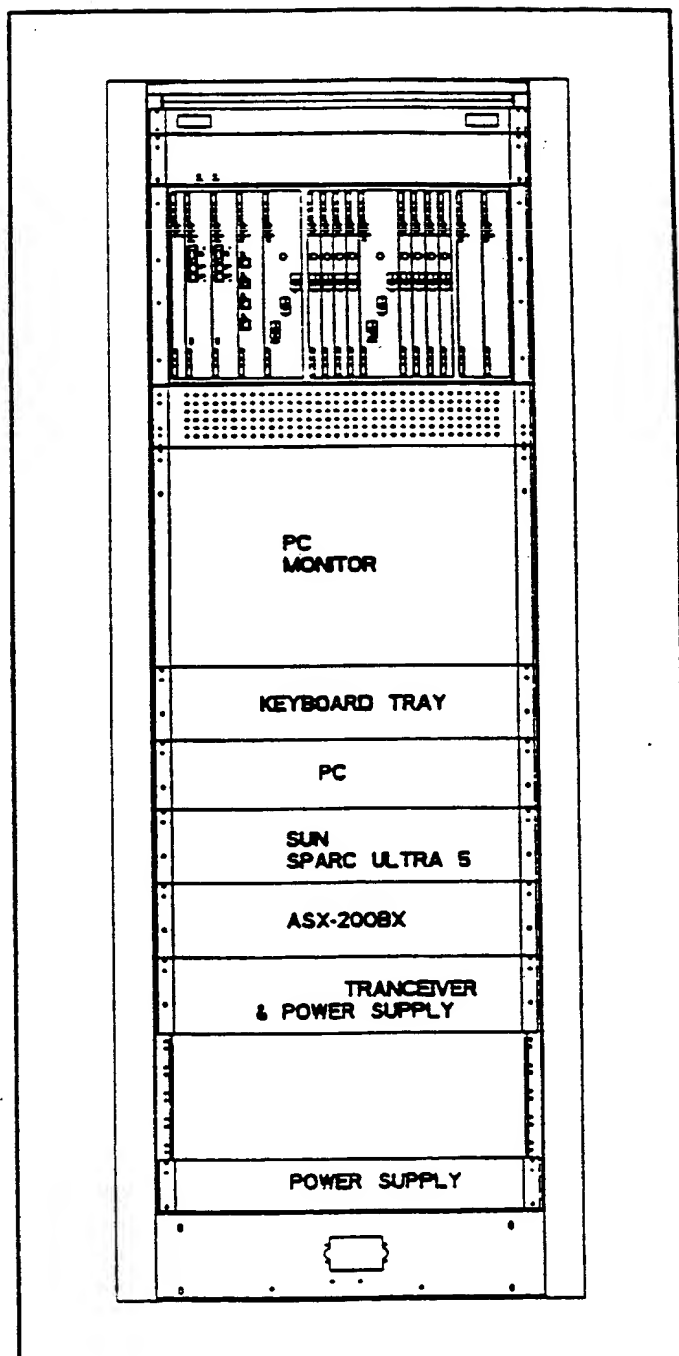 PC
MONITOR
KEYBOARD TRAY
PC
SUN
SPARC ULTRA 5
ASX-200BX
TRANCEIVER
& POWER SUPPLY
POWER SUPPLY